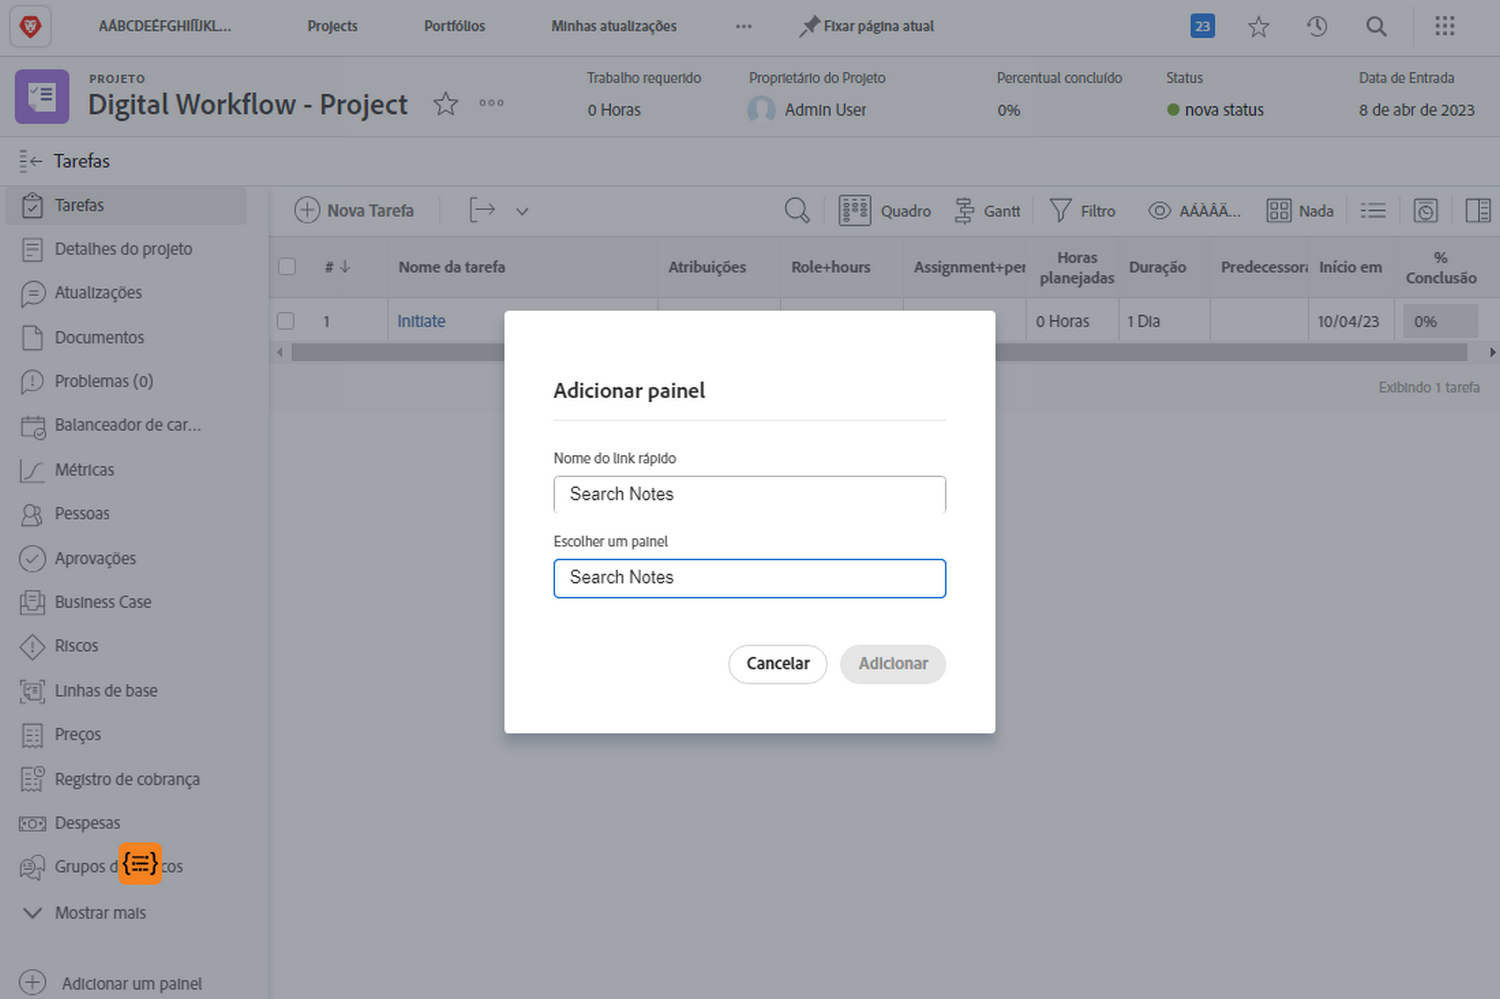 AÁBCDEÉFGHIÍÏJKL...
Projects
Portfólios
Minhas atualizações
Fixar página atual
23
PROJETO
Digital Workflow - Project
Trabalho requerido
0 Horas
Proprietário do Projeto
Admin User
Percentual concluído
0%
Status
nova status
Data de Entrada
8 de abr de 2023
Tarefas
Tarefas
Detalhes do projeto
Atualizações
Documentos
Problemas (0)
Balanceador de car...
Métricas
Pessoas
Aprovações
Business Case
Riscos
Linhas de base
Preços
Registro de cobrança
Despesas
Grupos
Mostrar mais
Adicionar um painel
Nova Tarefa
Quadro
Gantt
Filtro
AÁÀÂÄ...
Nada
#
Nome da tarefa
Atribuições
Role+hours
Assignment+per
Horas planejadas
Duração
Predecessora
Início em
% Conclusão
1
Initiate
0 Horas
1 Dia
10/04/23
0%
Exibindo 1 tarefa
Adicionar painel
Nome do link rápido
Search Notes
Escolher um painel
Search Notes
Cancelar
Adicionar